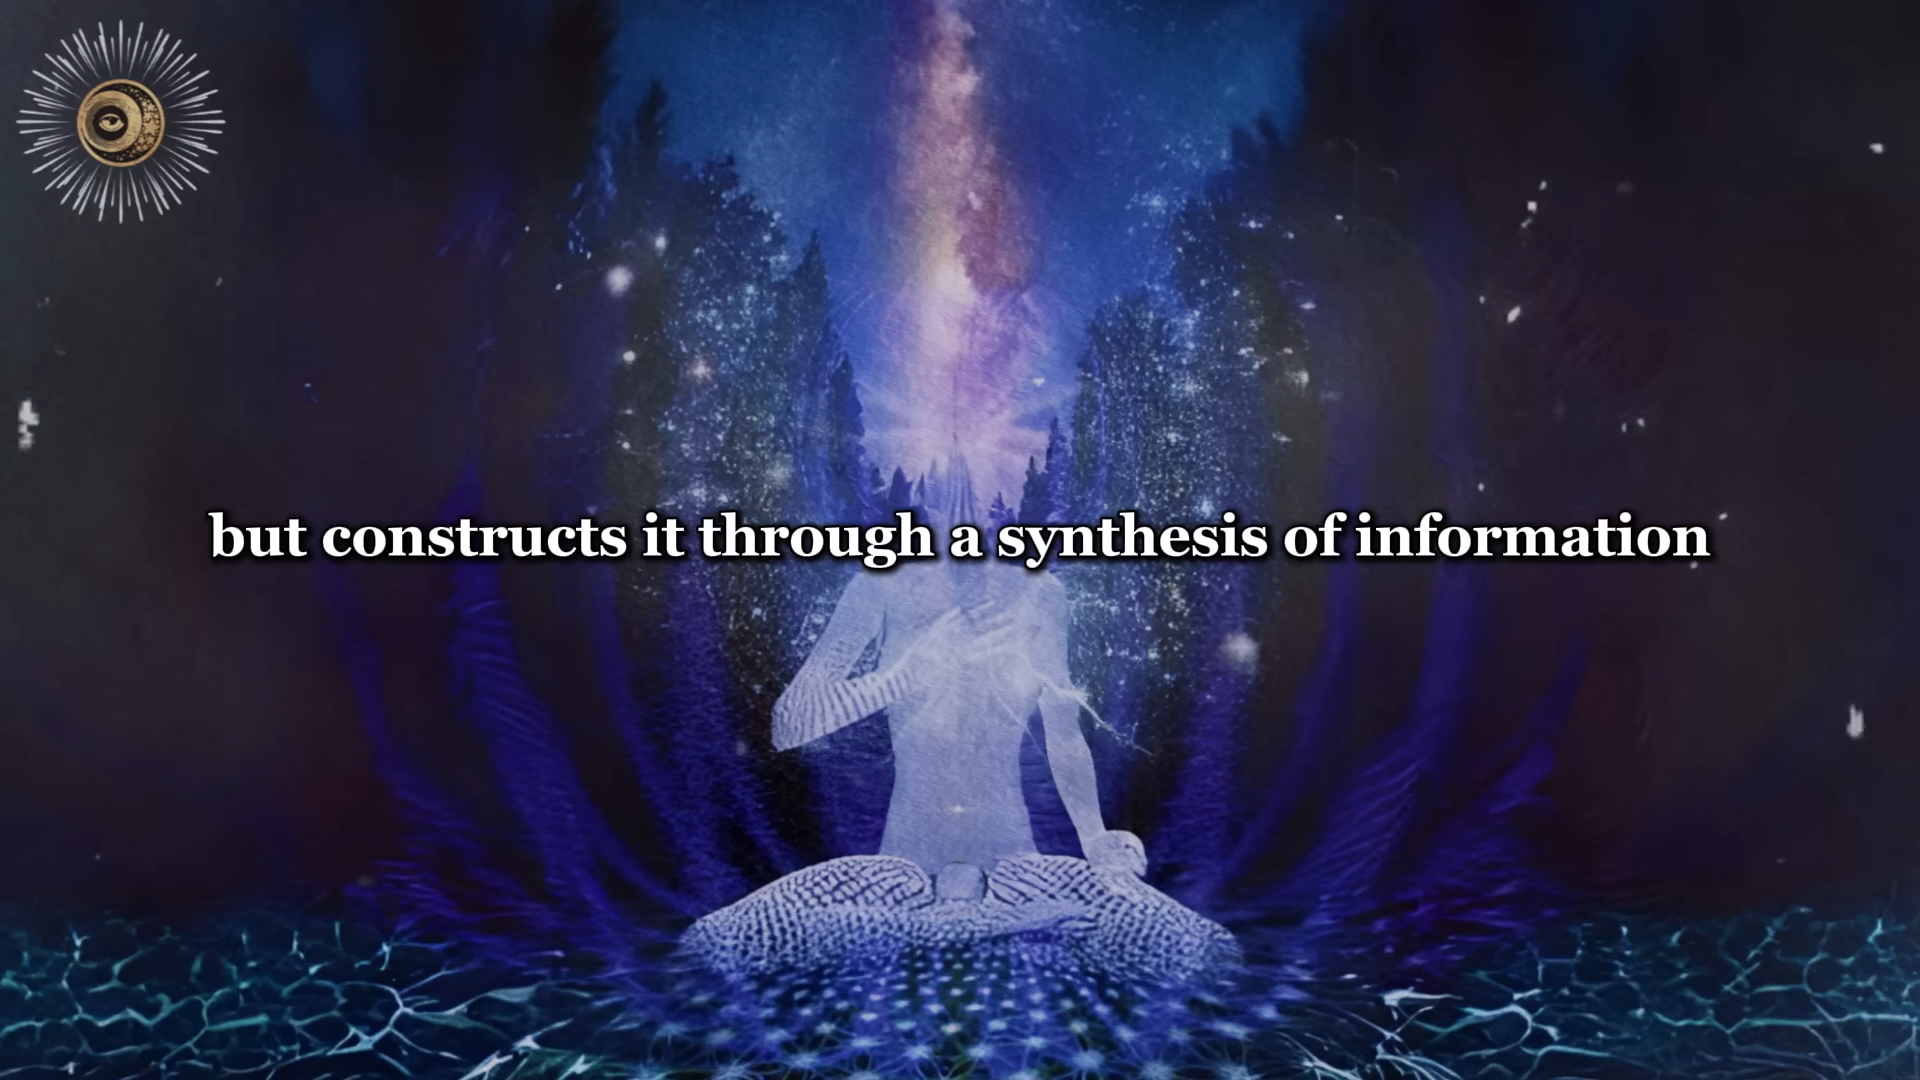 but constructs it through a synthesis of information